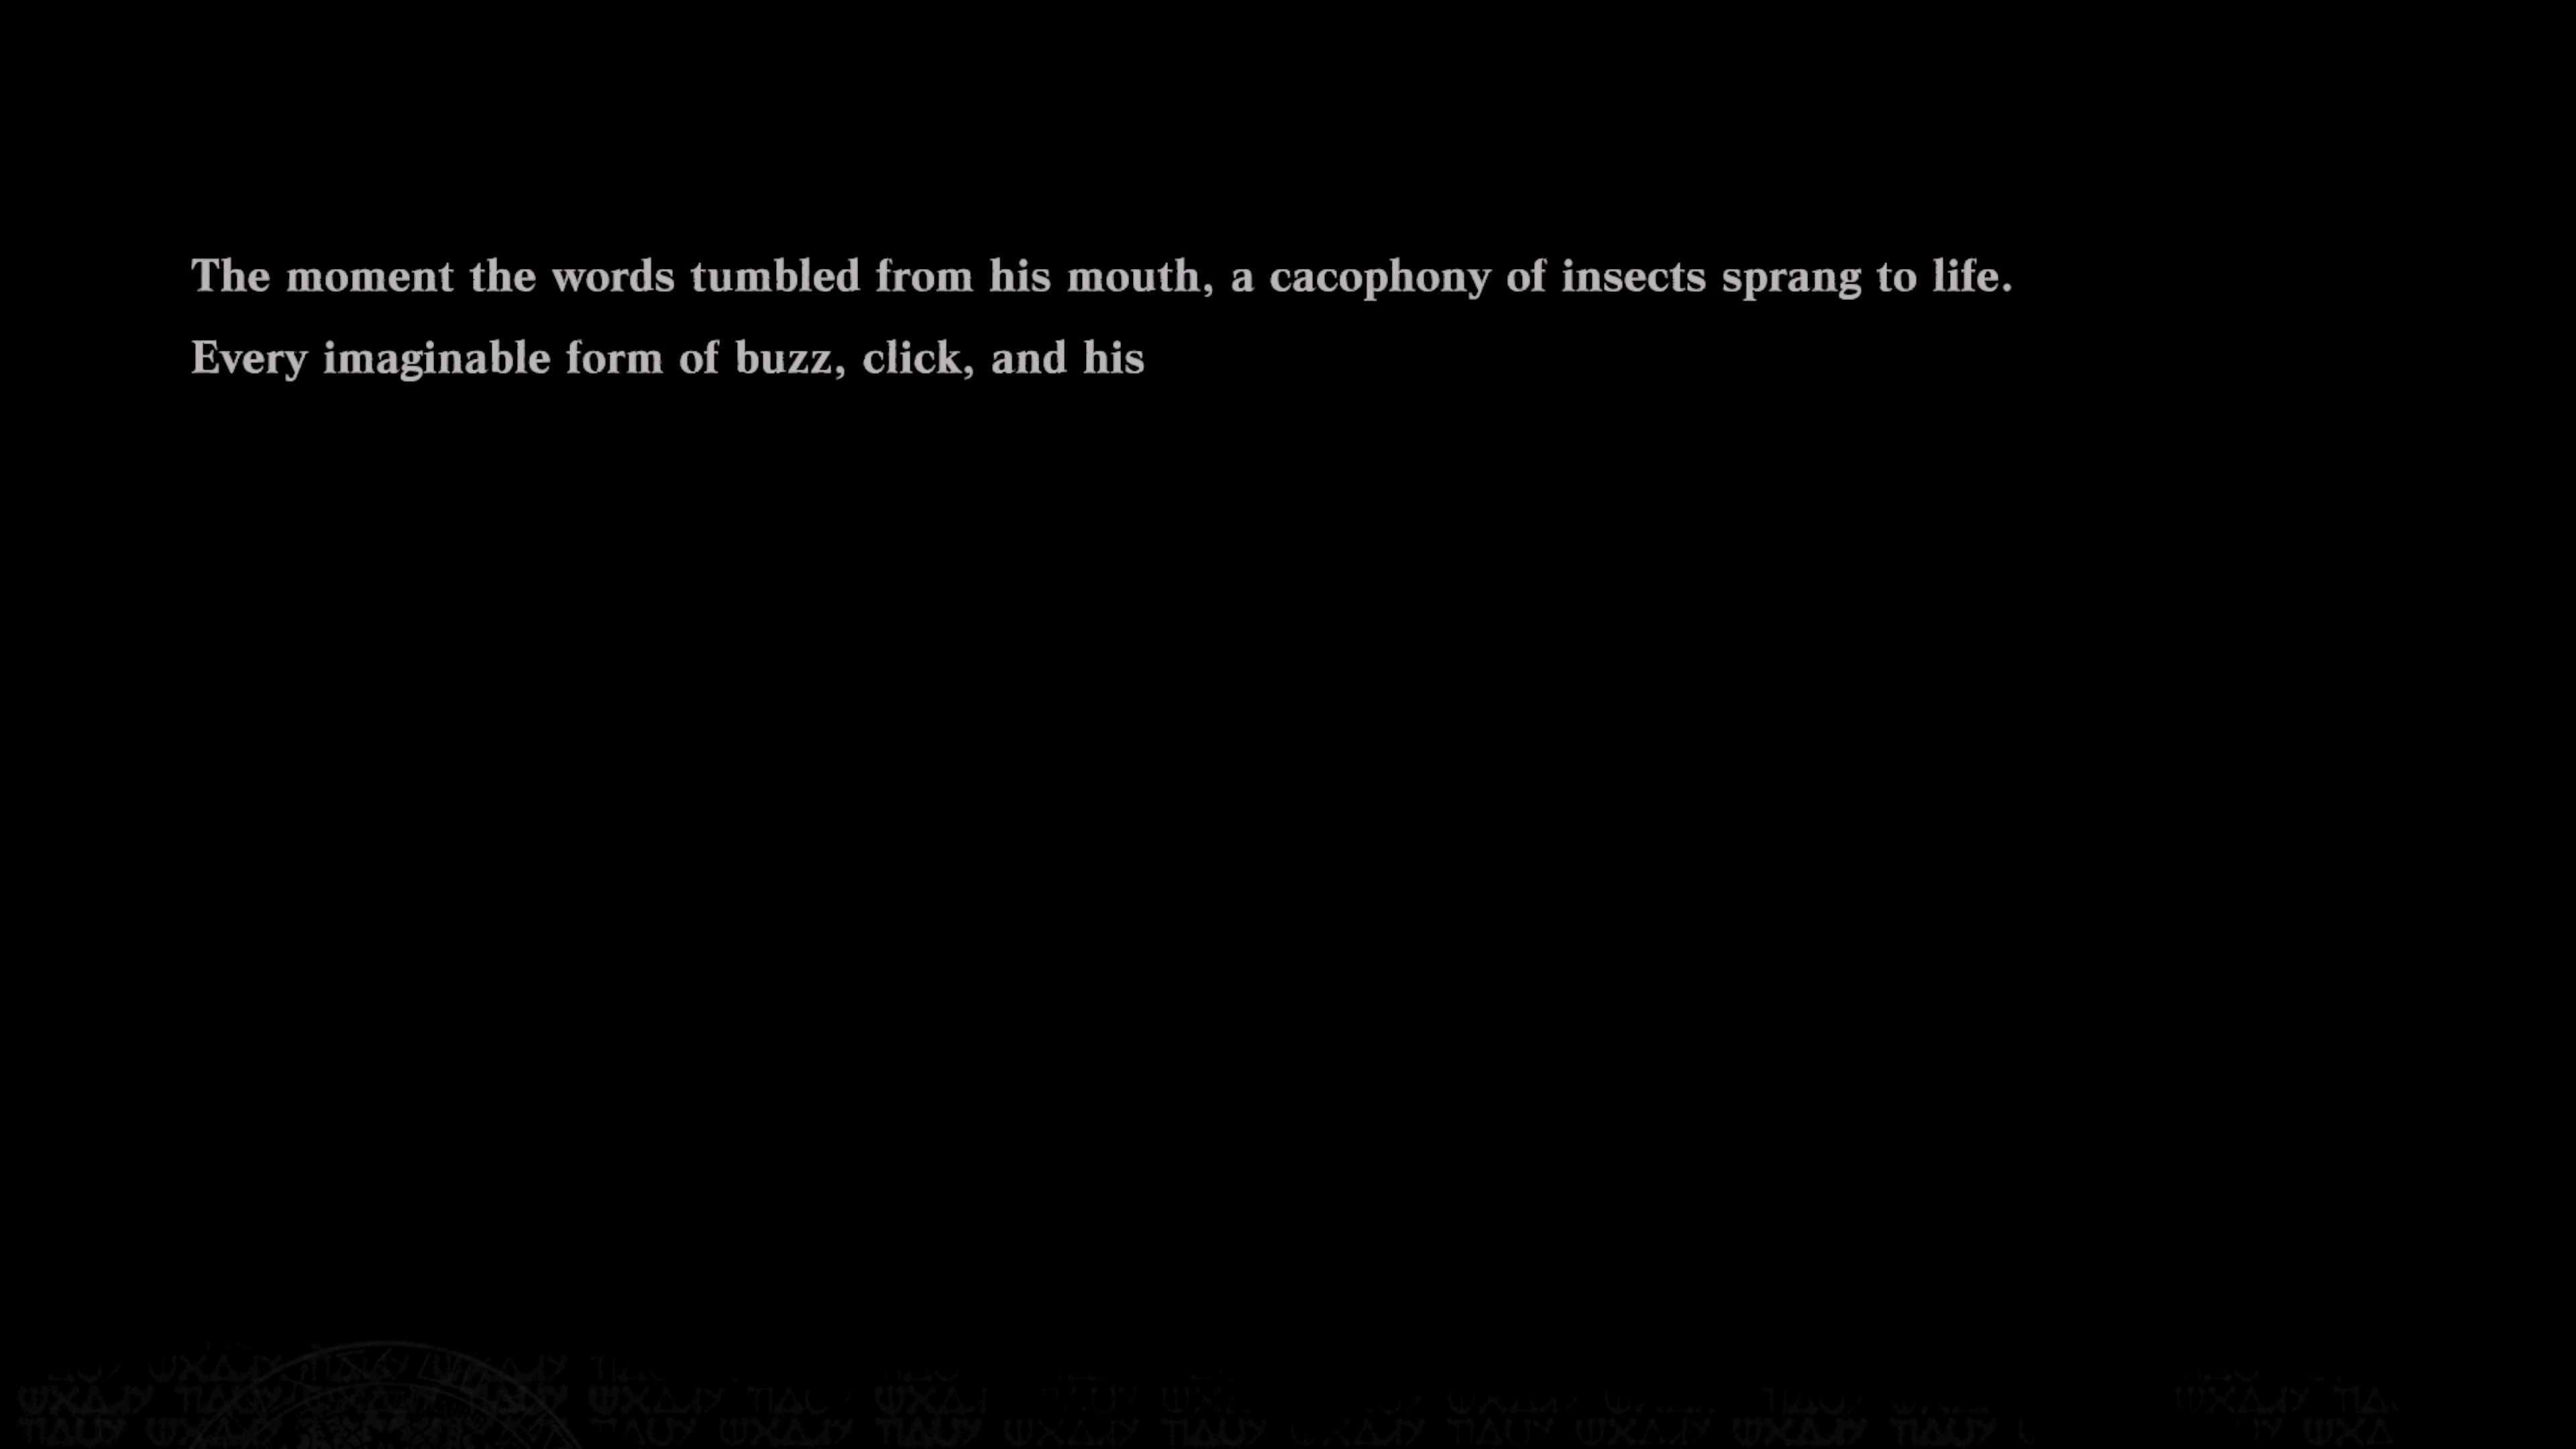 The moment the words tumbled from his mouth, a cacophony of insects sprang to life.
Every imaginable form of buzz, click, and his